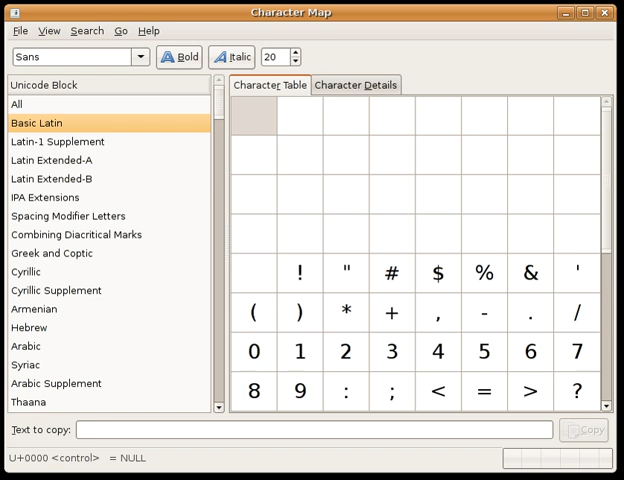 Character Map
File View Search Go Help
Sans Bold Italic 20
Unicode Block
All
Basic Latin
Latin-1 Supplement
Latin Extended-A
Latin Extended-B
IPA Extensions
Spacing Modifier Letters
Combining Diacritical Marks
Greek and Coptic
Cyrillic
Cyrillic Supplement
Armenian
Hebrew
Arabic
Syriac
Arabic Supplement
Thaana
Character Table Character Details
! " # $ % & '
( ) * + , - . /
0 1 2 3 4 5 6 7
8 9 : ; < = > ?
Text to copy: Copy
U+0000 <control> = NULL